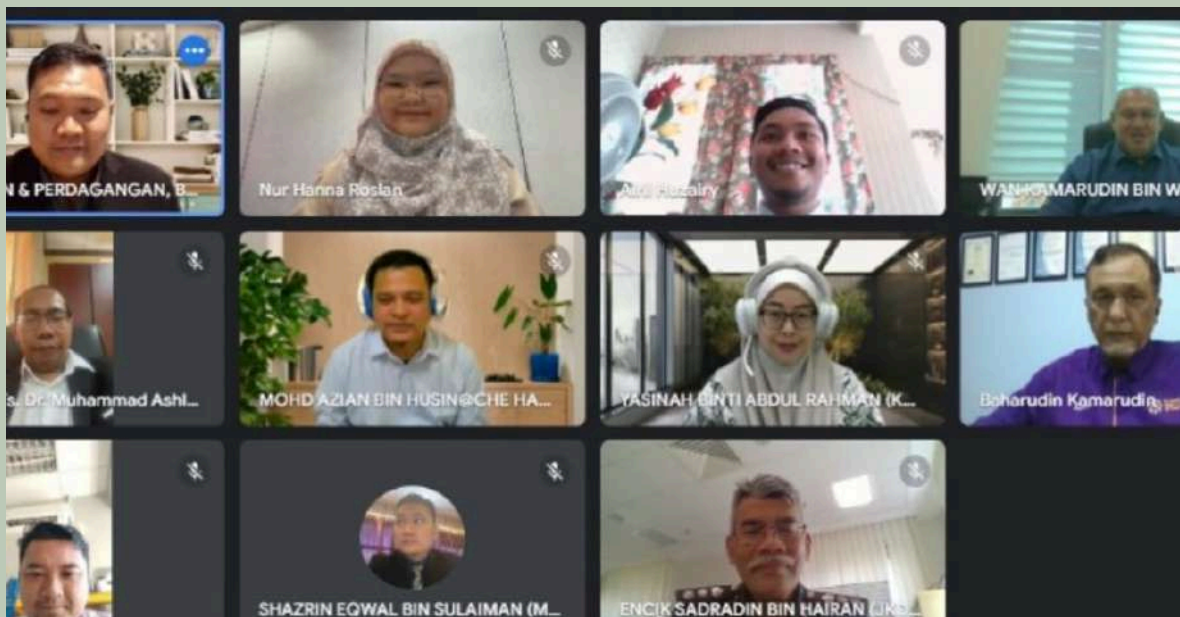 N & PERDAGANGAN, B...
Nur Hanna Roslan
WAN KAMARUDIN BIN W
s. Dr. Muhammad Ashl...
MOHD AZIAN BIN HUSIN@CHE HA...
YASINAH BINTI ABDUL RAHMAN (K...
Baharudin Kamarudin
SHAZRIN EQWAL BIN SULAIMAN (M...
ENCIK SADRADIN BIN HAIRAN (JKD...